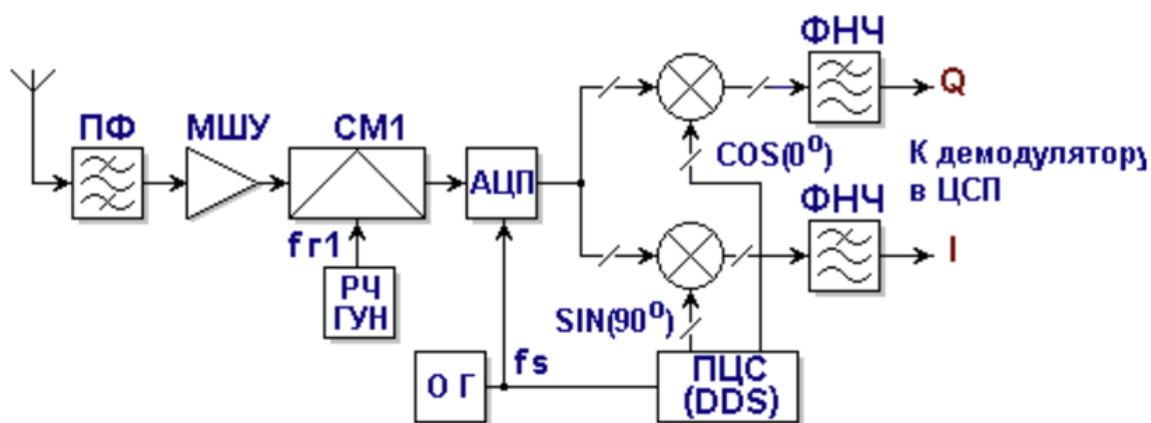 ФНЧ
Q
ПФ
МШУ
СМ1
COS(0°)
К демодулятору
в ЦСП
АЦП
ФНЧ
fr1
I
РЧ
ГУН
SIN(90°)
fs
О Г
ПЦС
(DDS)